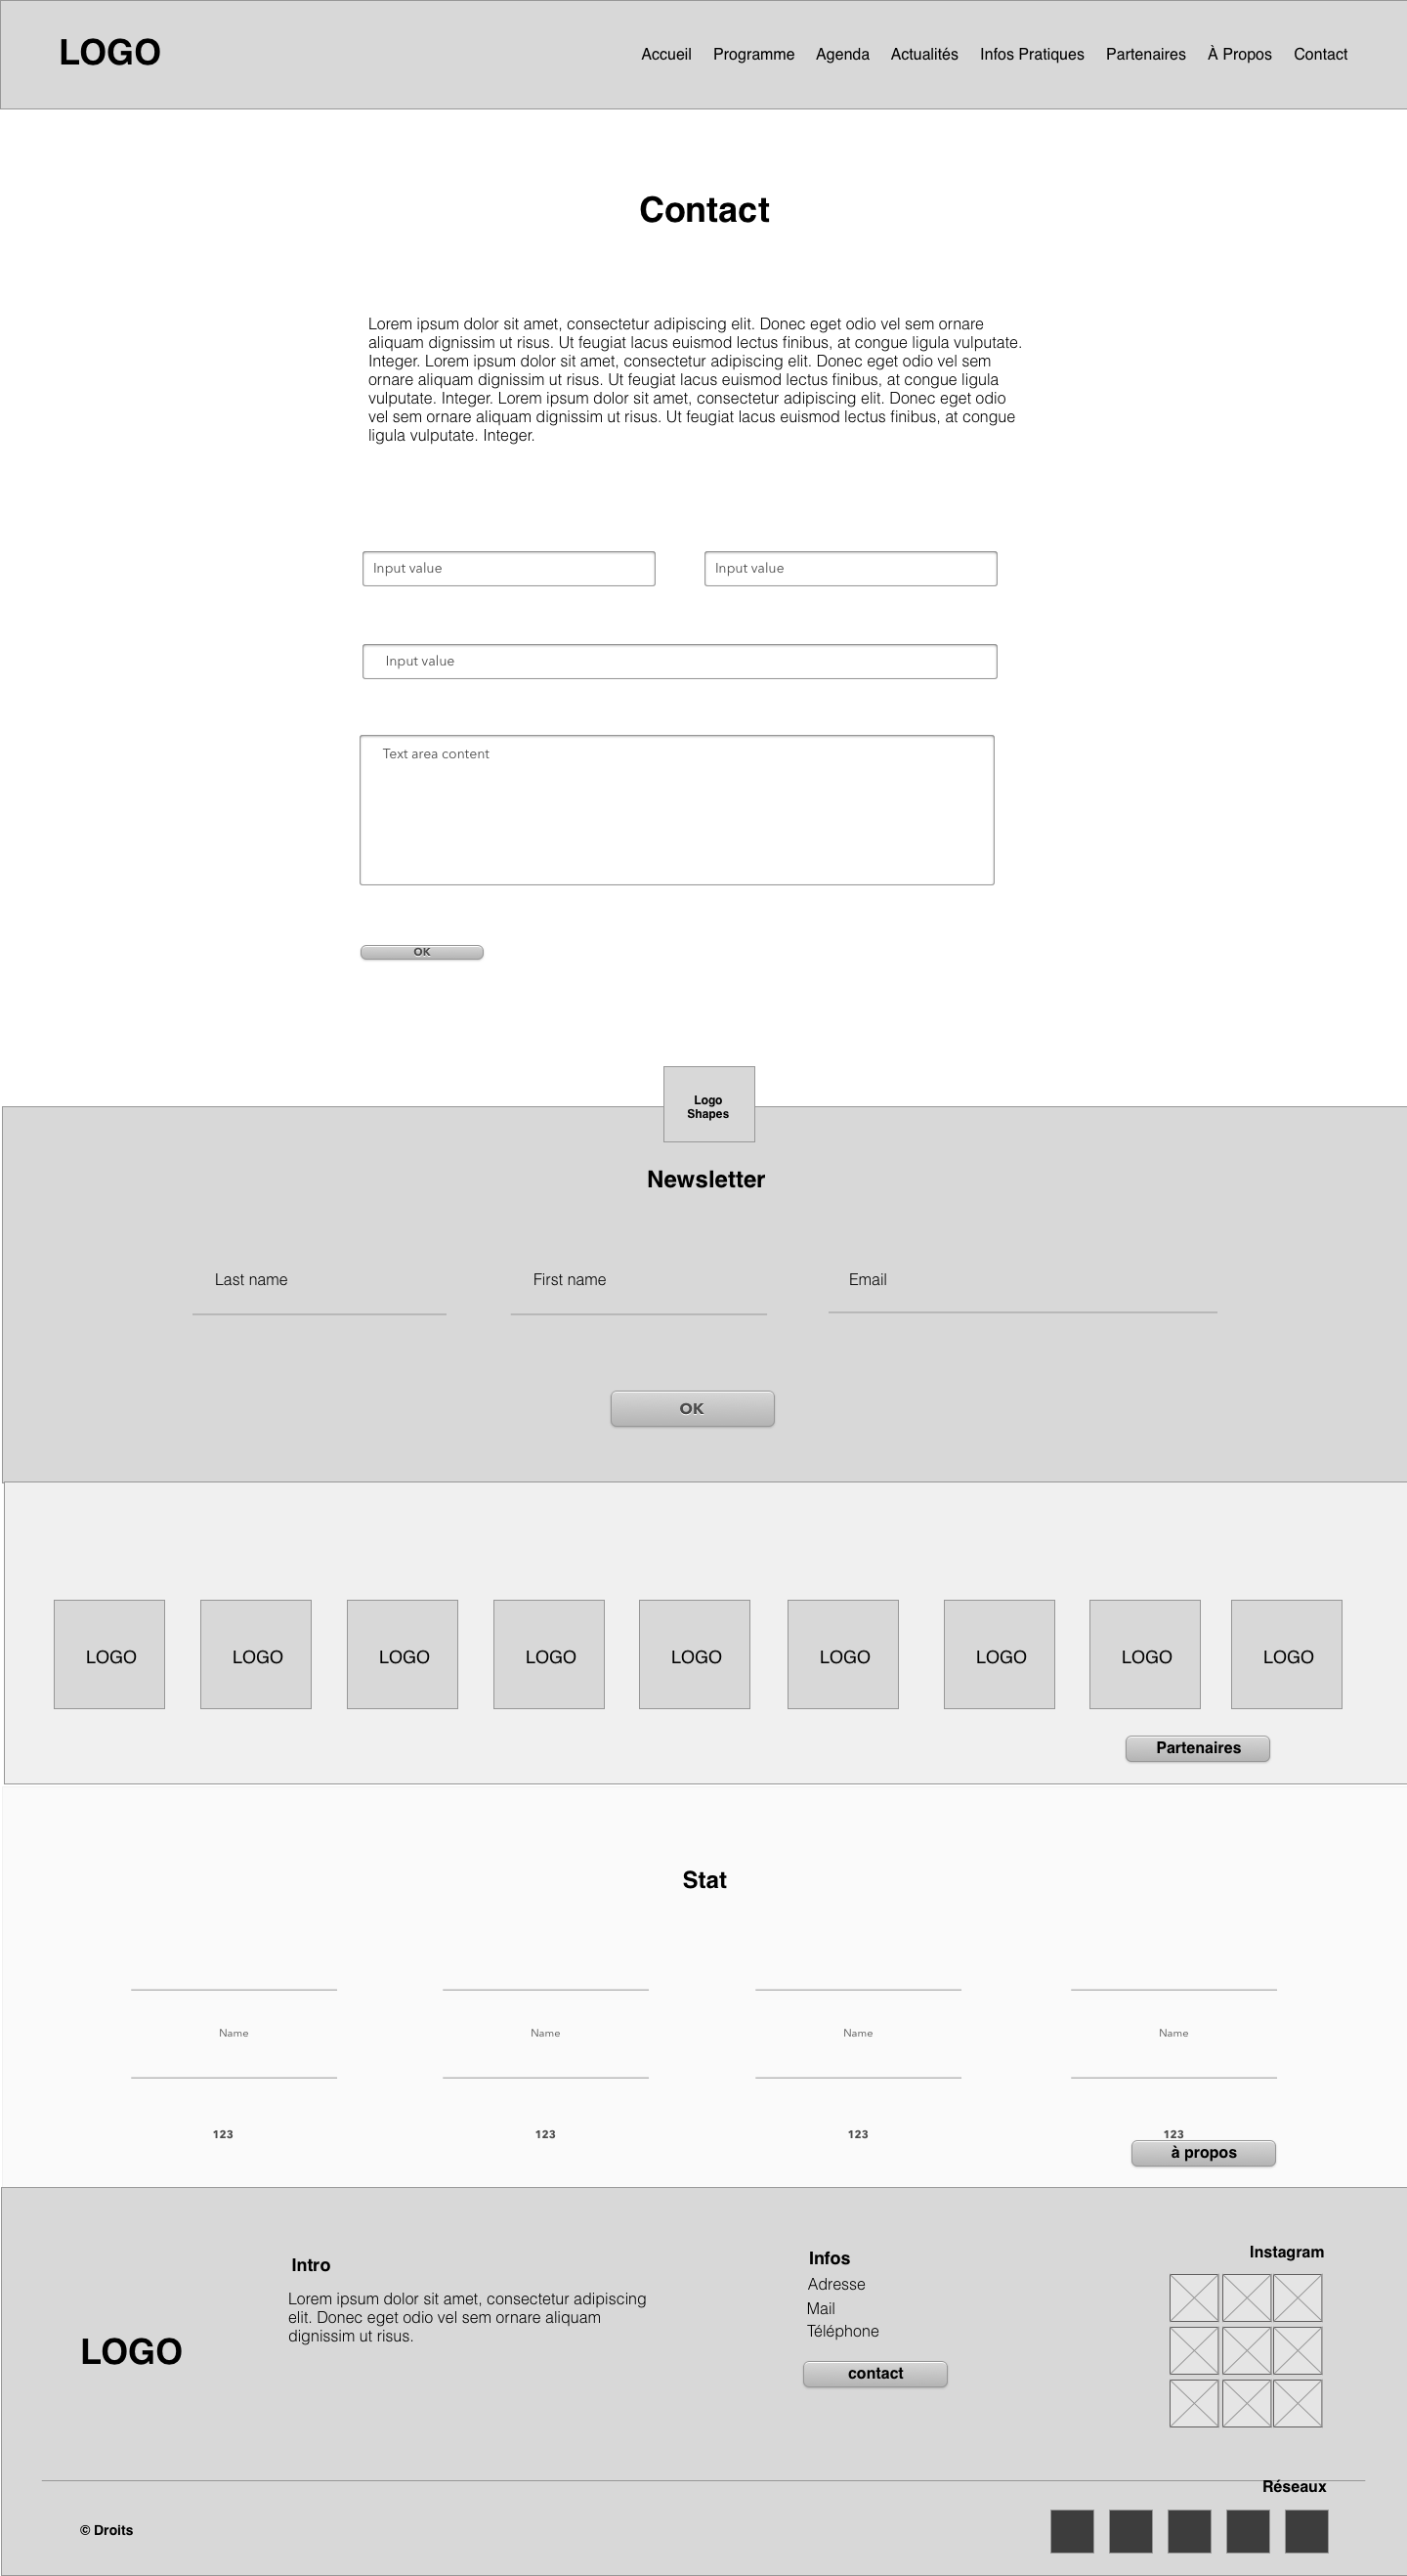 LOGO
Accueil Programme Agenda Actualités Infos Pratiques Partenaires À Propos Contact
Contact
Lorem ipsum dolor sit amet, consectetur adipiscing elit. Donec eget odio vel sem ornare
aliquam dignissim ut risus. Ut feugiat lacus euismod lectus finibus, at congue ligula vulputate.
Integer. Lorem ipsum dolor sit amet, consectetur adipiscing elit. Donec eget odio vel sem
ornare aliquam dignissim ut risus. Ut feugiat lacus euismod lectus finibus, at congue ligula
vulputate. Integer. Lorem ipsum dolor sit amet, consectetur adipiscing elit. Donec eget odio
vel sem ornare aliquam dignissim ut risus. Ut feugiat lacus euismod lectus finibus, at congue
ligula vulputate. Integer.
Input value Input value
Input value
Text area content
OK
Logo
Shapes
Newsletter
Last name First name Email
OK
LOGO LOGO LOGO LOGO LOGO LOGO LOGO LOGO LOGO
Partenaires
Stat
Name Name Name Name
123 123 123 123
à propos
LOGO
Intro
Lorem ipsum dolor sit amet, consectetur adipiscing
elit. Donec eget odio vel sem ornare aliquam
dignissim ut risus.
Infos
Adresse
Mail
Téléphone
contact
Instagram
Réseaux
© Droits